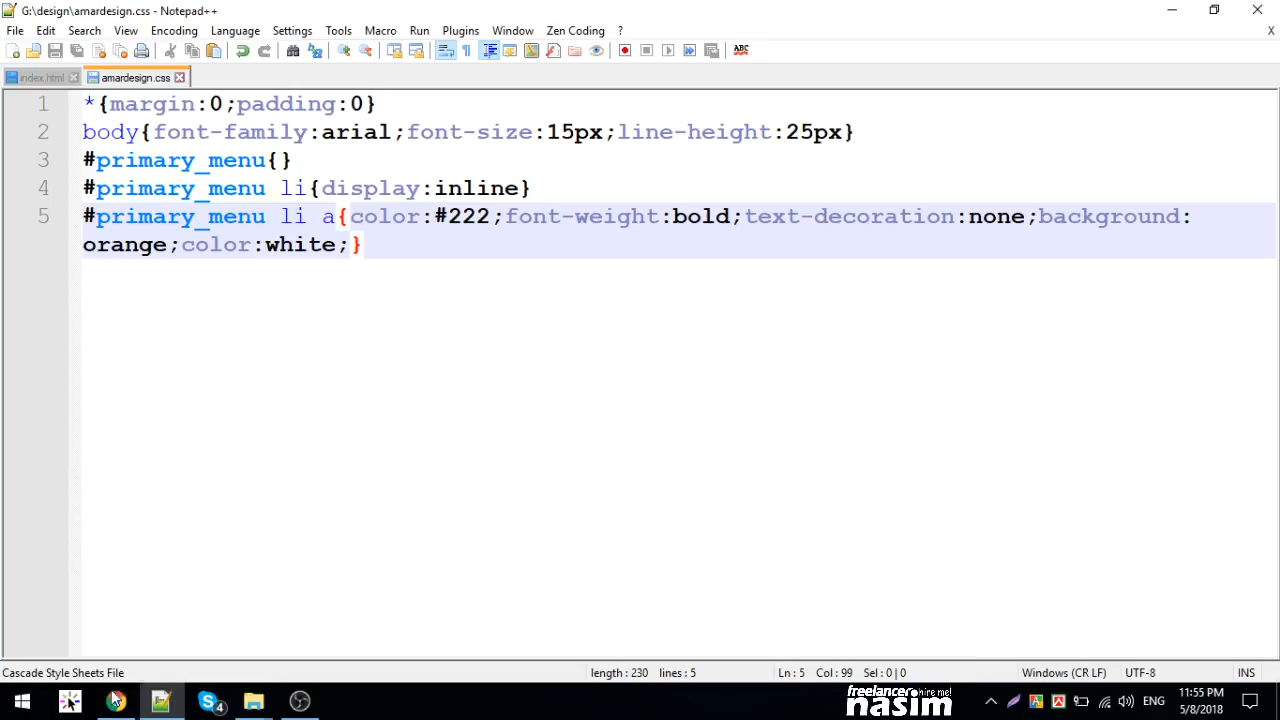 G:\design\amardesign.css - Notepad++
File Edit Search View Encoding Language Settings Tools Macro Run Plugins Window Zen Coding ? X
ABC
index.html amardesign.css
1 *{margin:0;padding:0}
2 body{font-family:arial;font-size:15px;line-height:25px}
3 #primary_menu{}
4 #primary_menu li{display:inline}
5 #primary_menu li a{color:#222;font-weight:bold;text-decoration:none;background:
orange;color:white;}
Cascade Style Sheets File length : 230 lines : 5 Ln : 5 Col : 99 Sel : 0 | 0 Windows (CR LF) UTF-8 INS
freelancer hire me!
nasim
4 ENG 11:55 PM
5/8/2018